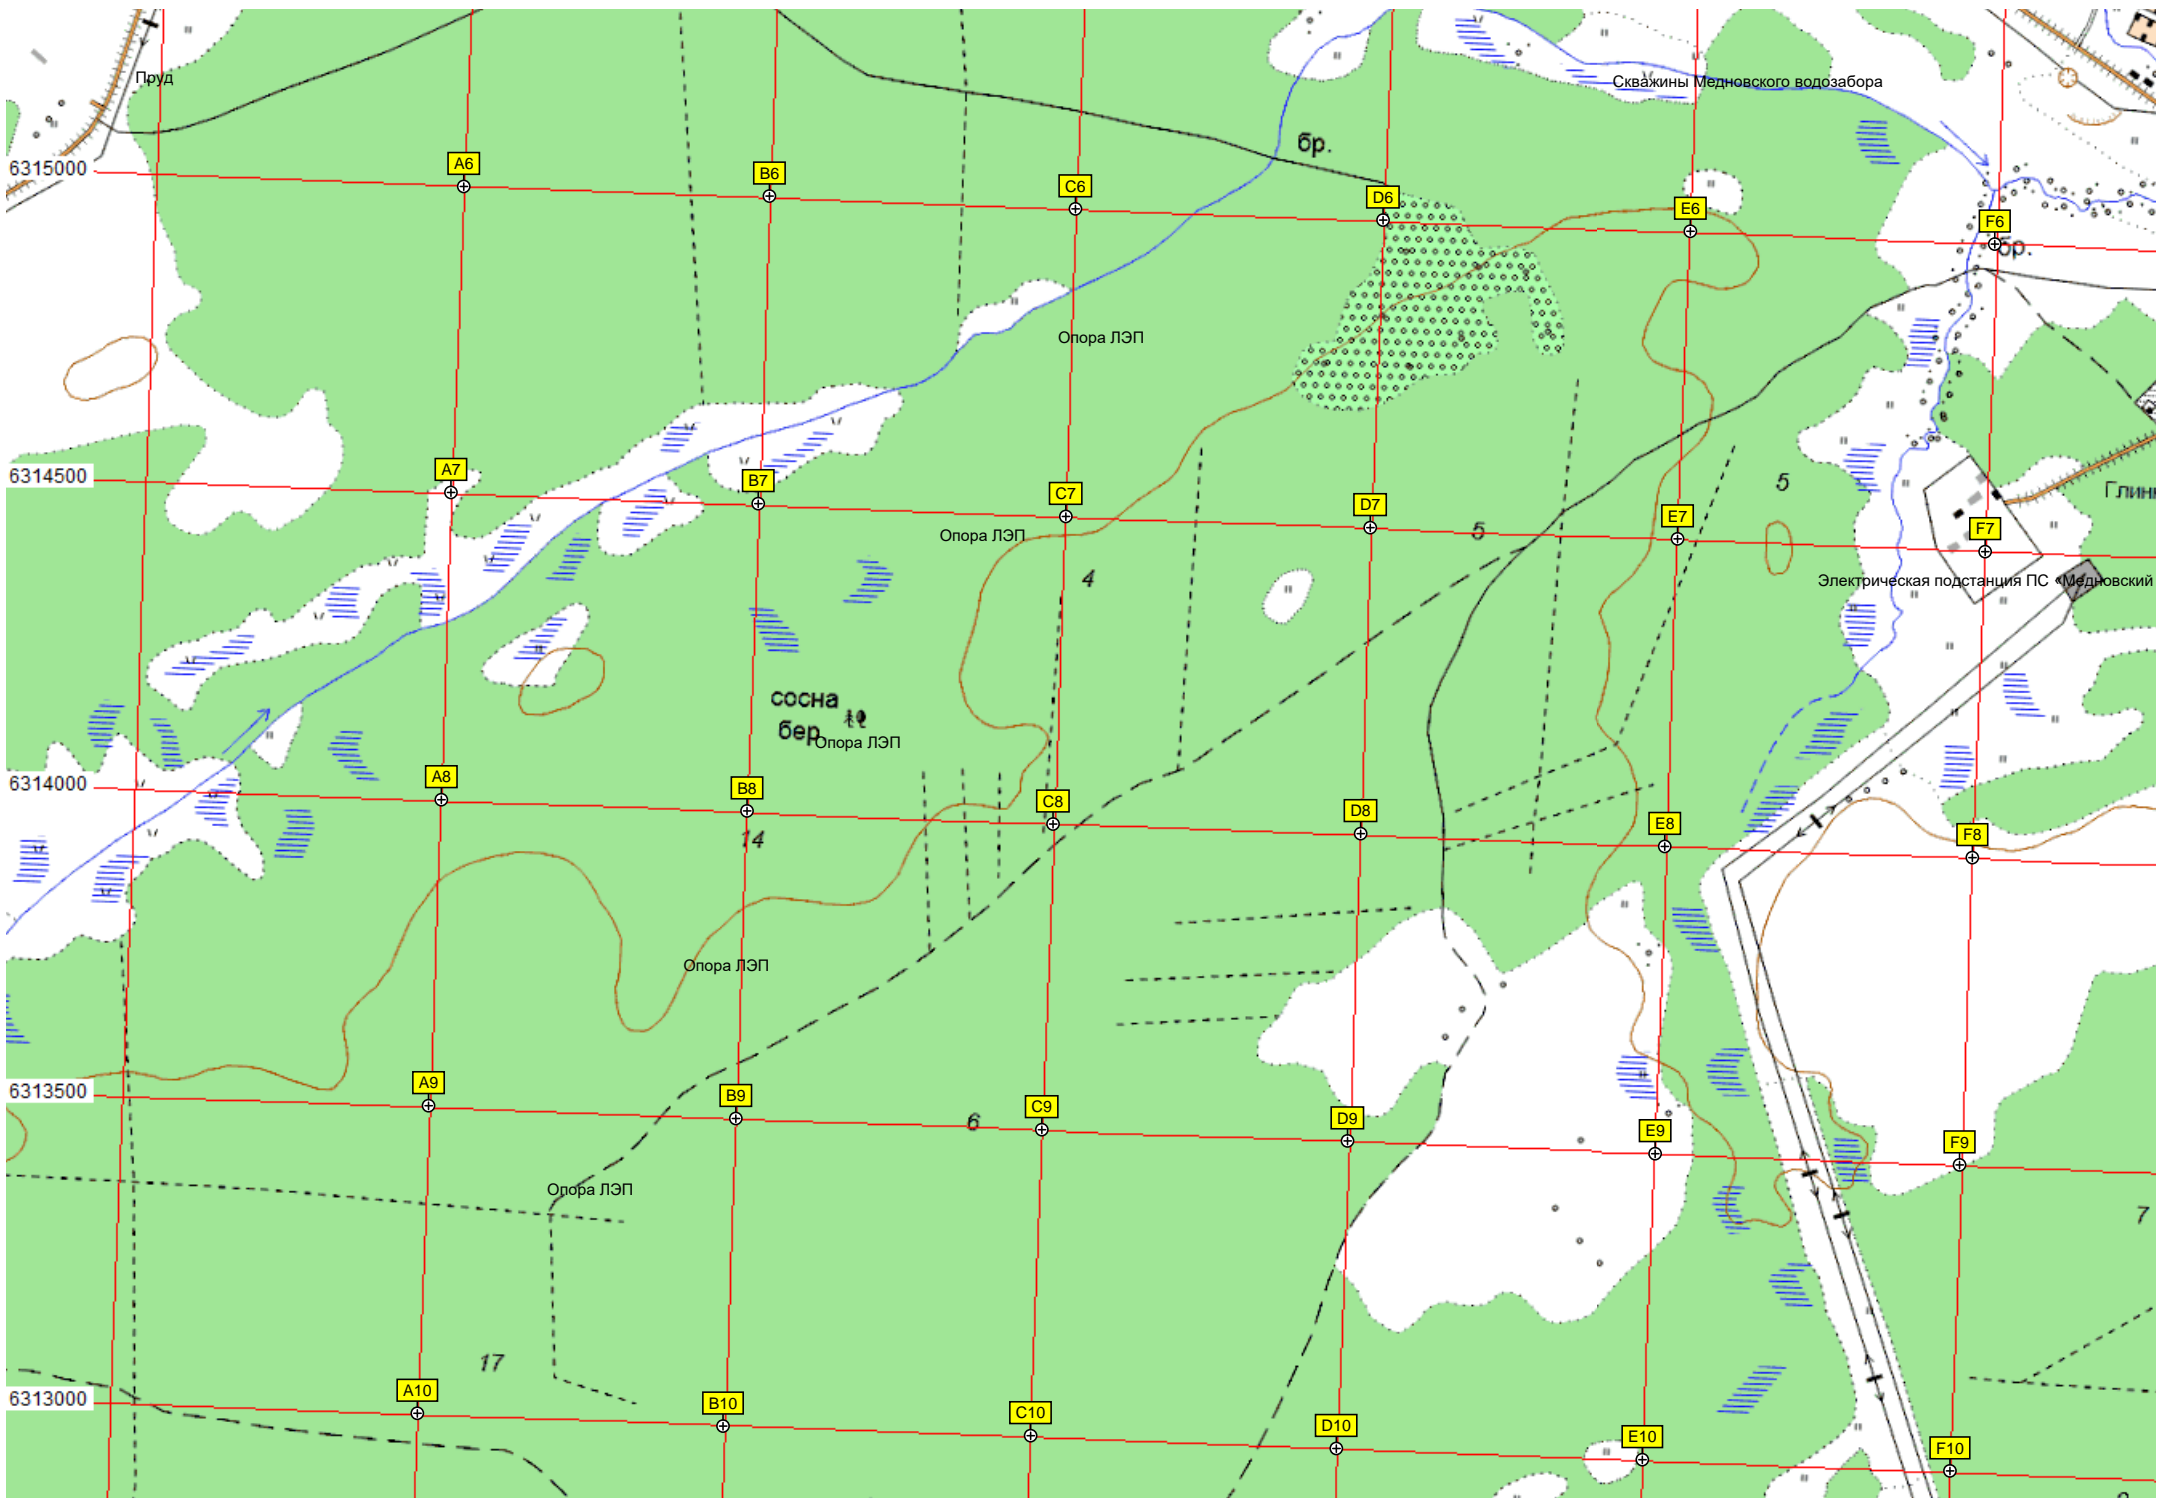 Пруд
Скважины Медновского водозабора
бр.
6315000
A6
B6
C6
D6
E6
F6
бр.
Опора ЛЭП
6314500
A7
B7
C7
D7
E7
F7
5
5
Глин
Опора ЛЭП
4
Электрическая подстанция ПС «Медновский
сосна
бер.
Опора ЛЭП
6314000
A8
B8
C8
D8
E8
F8
14
Опора ЛЭП
6313500
A9
B9
C9
D9
E9
F9
6
Опора ЛЭП
7
17
6313000
A10
B10
C10
D10
E10
F10